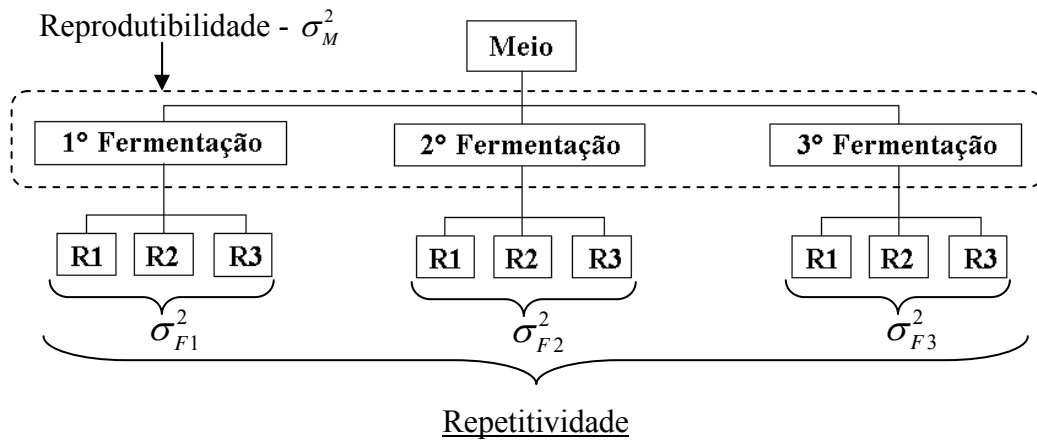 Reprodutibilidade - σ²_M
Meio
1° Fermentação 2° Fermentação 3° Fermentação
R1 R2 R3 R1 R2 R3 R1 R2 R3
σ²_F1 σ²_F2 σ²_F3
Repetitividade